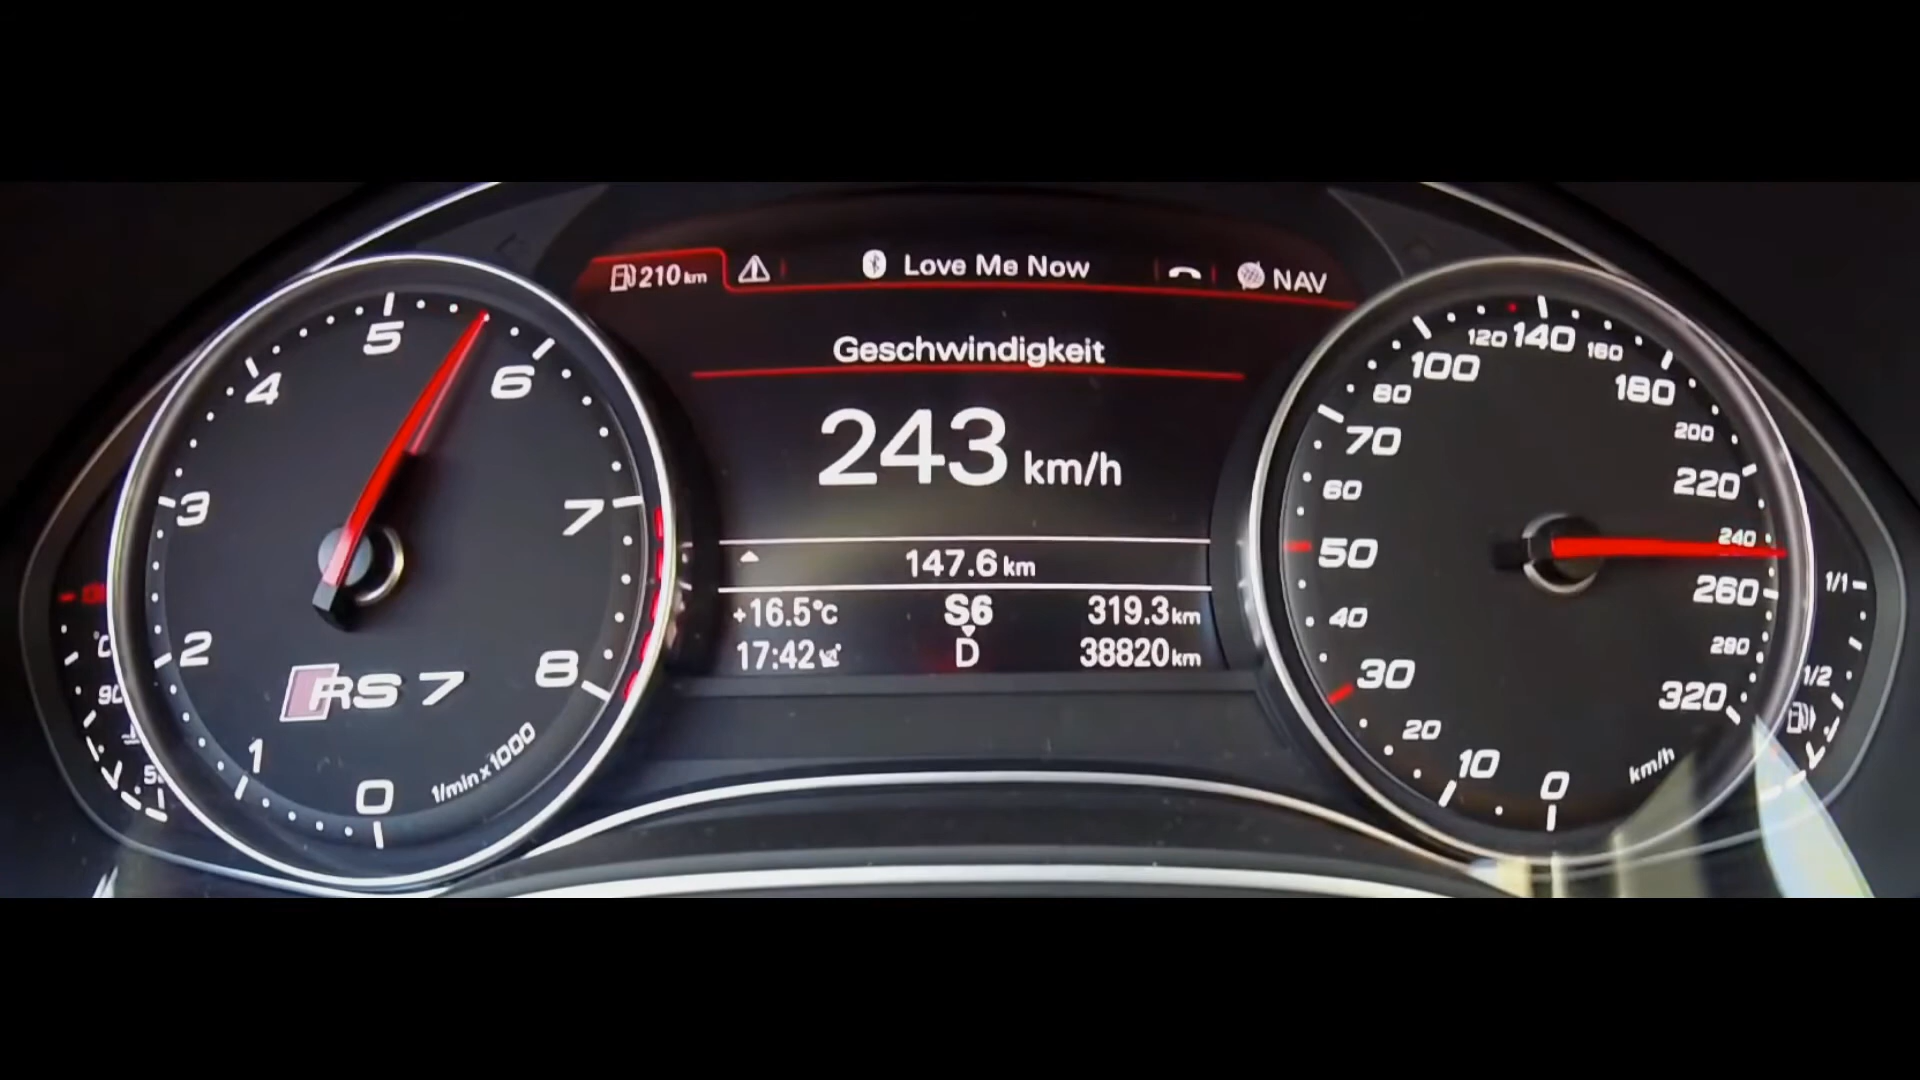 210 km
Love Me Now
NAV
Geschwindigkeit
243 km/h
147.6 km
+16.5°C S6 319.3 km
17:42 D 38820 km
0
1
2
3
4
5
6
7
8
RS 7
1/min x 1000
0
10
20
30
40
50
60
70
80
100
120
140
160
180
200
220
240
260
280
320
km/h
1/1
1/2
°C
90